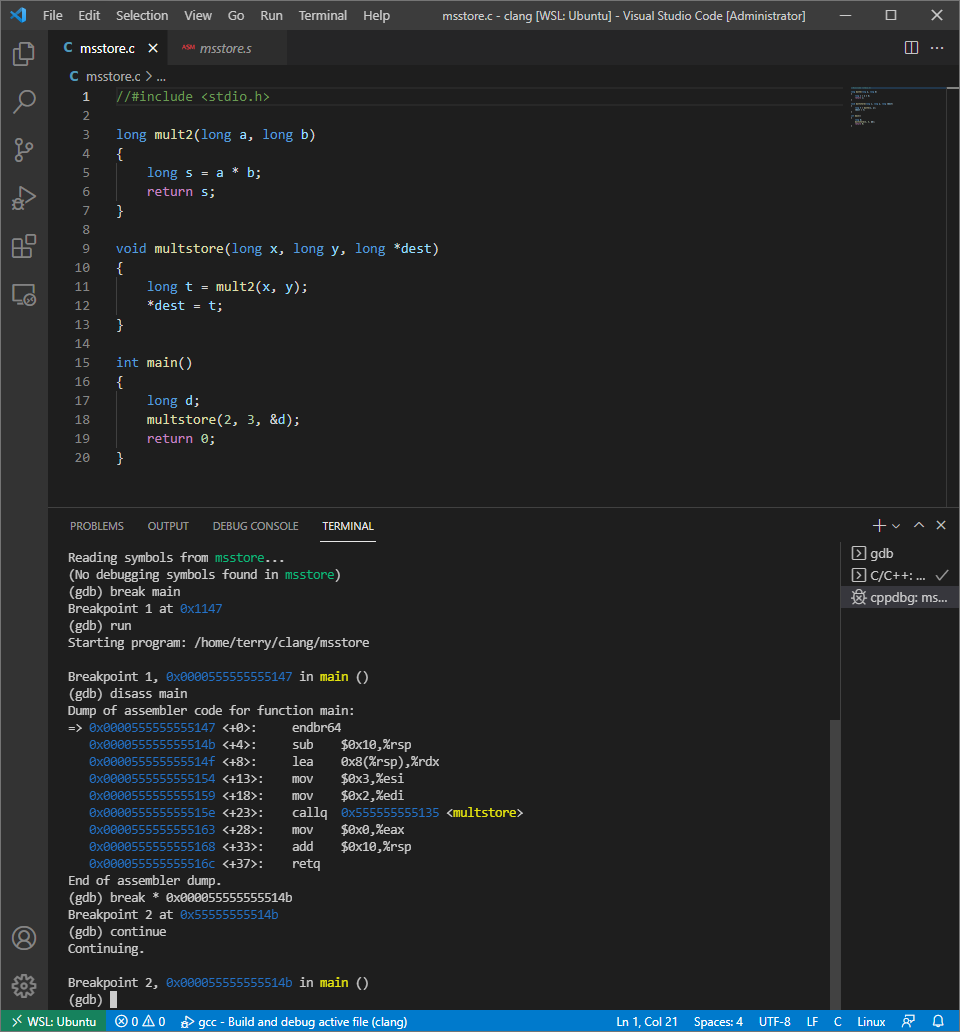 File Edit Selection View Go Run Terminal Help msstore.c - clang [WSL: Ubuntu] - Visual Studio Code [Administrator]
C msstore.c ASM msstore.s
C msstore.c > ...
1 //#include <stdio.h>
2
3 long mult2(long a, long b)
4 {
5     long s = a * b;
6     return s;
7 }
8
9 void multstore(long x, long y, long *dest)
10 {
11     long t = mult2(x, y);
12     *dest = t;
13 }
14
15 int main()
16 {
17     long d;
18     multstore(2, 3, &d);
19     return 0;
20 }
PROBLEMS OUTPUT DEBUG CONSOLE TERMINAL
Reading symbols from msstore...
(No debugging symbols found in msstore)
(gdb) break main
Breakpoint 1 at 0x1147
(gdb) run
Starting program: /home/terry/clang/msstore
Breakpoint 1, 0x0000555555555147 in main ()
(gdb) disass main
Dump of assembler code for function main:
=> 0x0000555555555147 <+0>: endbr64
0x000055555555514b <+4>: sub $0x10,%rsp
0x000055555555514f <+8>: lea 0x8(%rsp),%rdx
0x0000555555555154 <+13>: mov $0x3,%esi
0x0000555555555159 <+18>: mov $0x2,%edi
0x000055555555515e <+23>: callq 0x555555555135 <multstore>
0x0000555555555163 <+28>: mov $0x0,%eax
0x0000555555555168 <+33>: add $0x10,%rsp
0x000055555555516c <+37>: retq
End of assembler dump.
(gdb) break * 0x000055555555514b
Breakpoint 2 at 0x55555555514b
(gdb) continue
Continuing.
Breakpoint 2, 0x000055555555514b in main ()
(gdb)
gdb
C/C++: ...
cppdbg: ms...
WSL: Ubuntu 0 0 gcc - Build and debug active file (clang) Ln 1, Col 21 Spaces: 4 UTF-8 LF C Linux